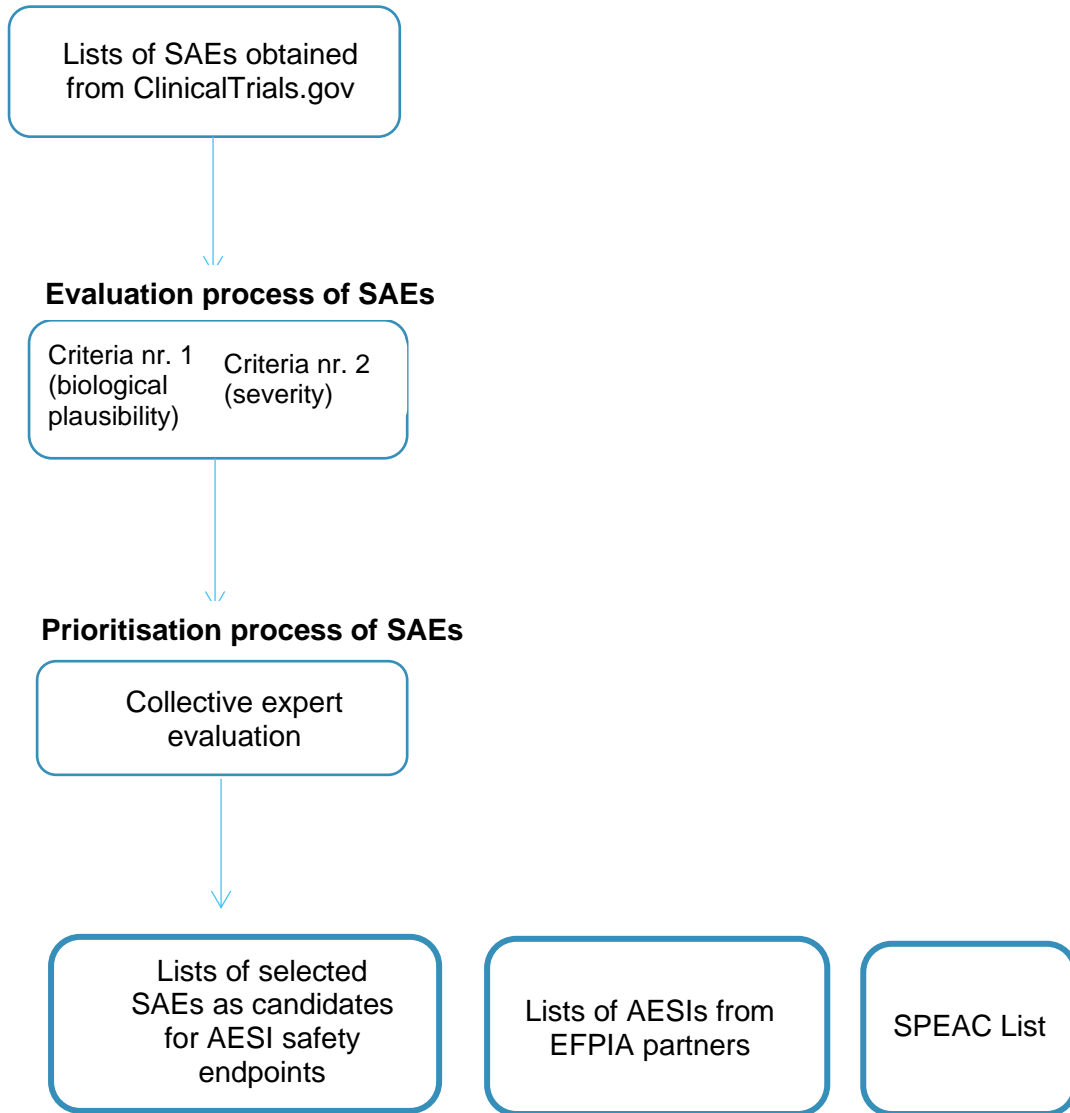 Lists of SAEs obtained
from ClinicalTrials.gov
Evaluation process of SAEs
Criteria nr. 1
(biological
plausibility)
Criteria nr. 2
(severity)
Prioritisation process of SAEs
Collective expert
evaluation
Lists of selected
SAEs as candidates
for AESI safety
endpoints
Lists of AESIs from
EFPIA partners
SPEAC List